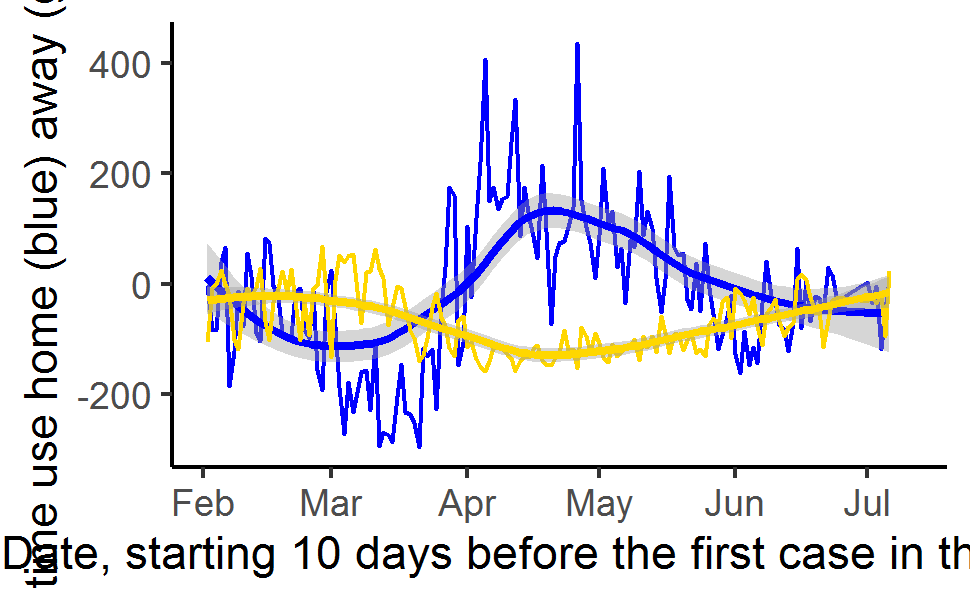 time use home (blue) away (
400
200
0
-200
Feb Mar Apr May Jun Jul
Date, starting 10 days before the first case in